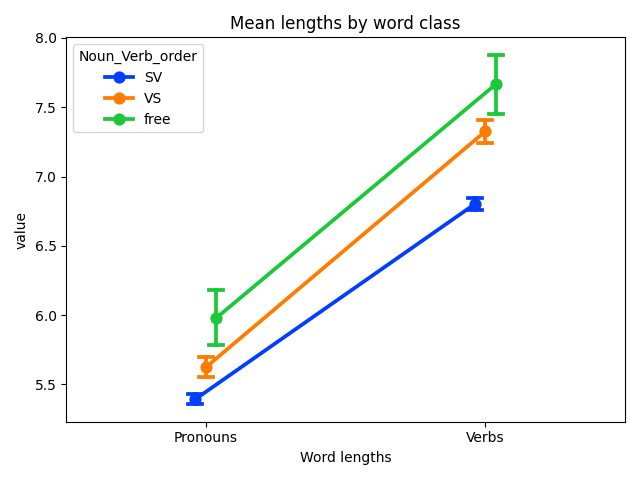 Mean lengths by word class
Noun_Verb_order
SV
VS
free
value
8.0
7.5
7.0
6.5
6.0
5.5
Pronouns
Verbs
Word lengths